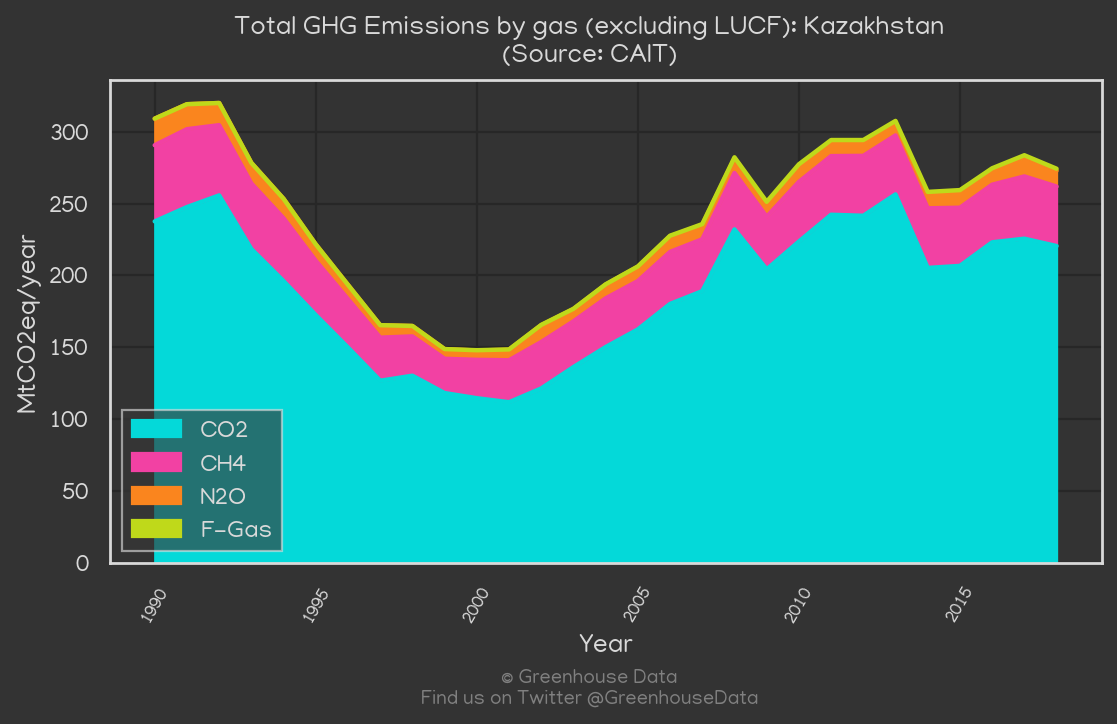 Total GHG Emissions by gas (excluding LUCF): Kazakhstan
(Source: CAIT)
MtCO2eq/year
300
250
200
150
100
50
0
CO2
CH4
N2O
F-Gas
1990
1995
2000
2005
2010
2015
Year
© Greenhouse Data
Find us on Twitter @GreenhouseData